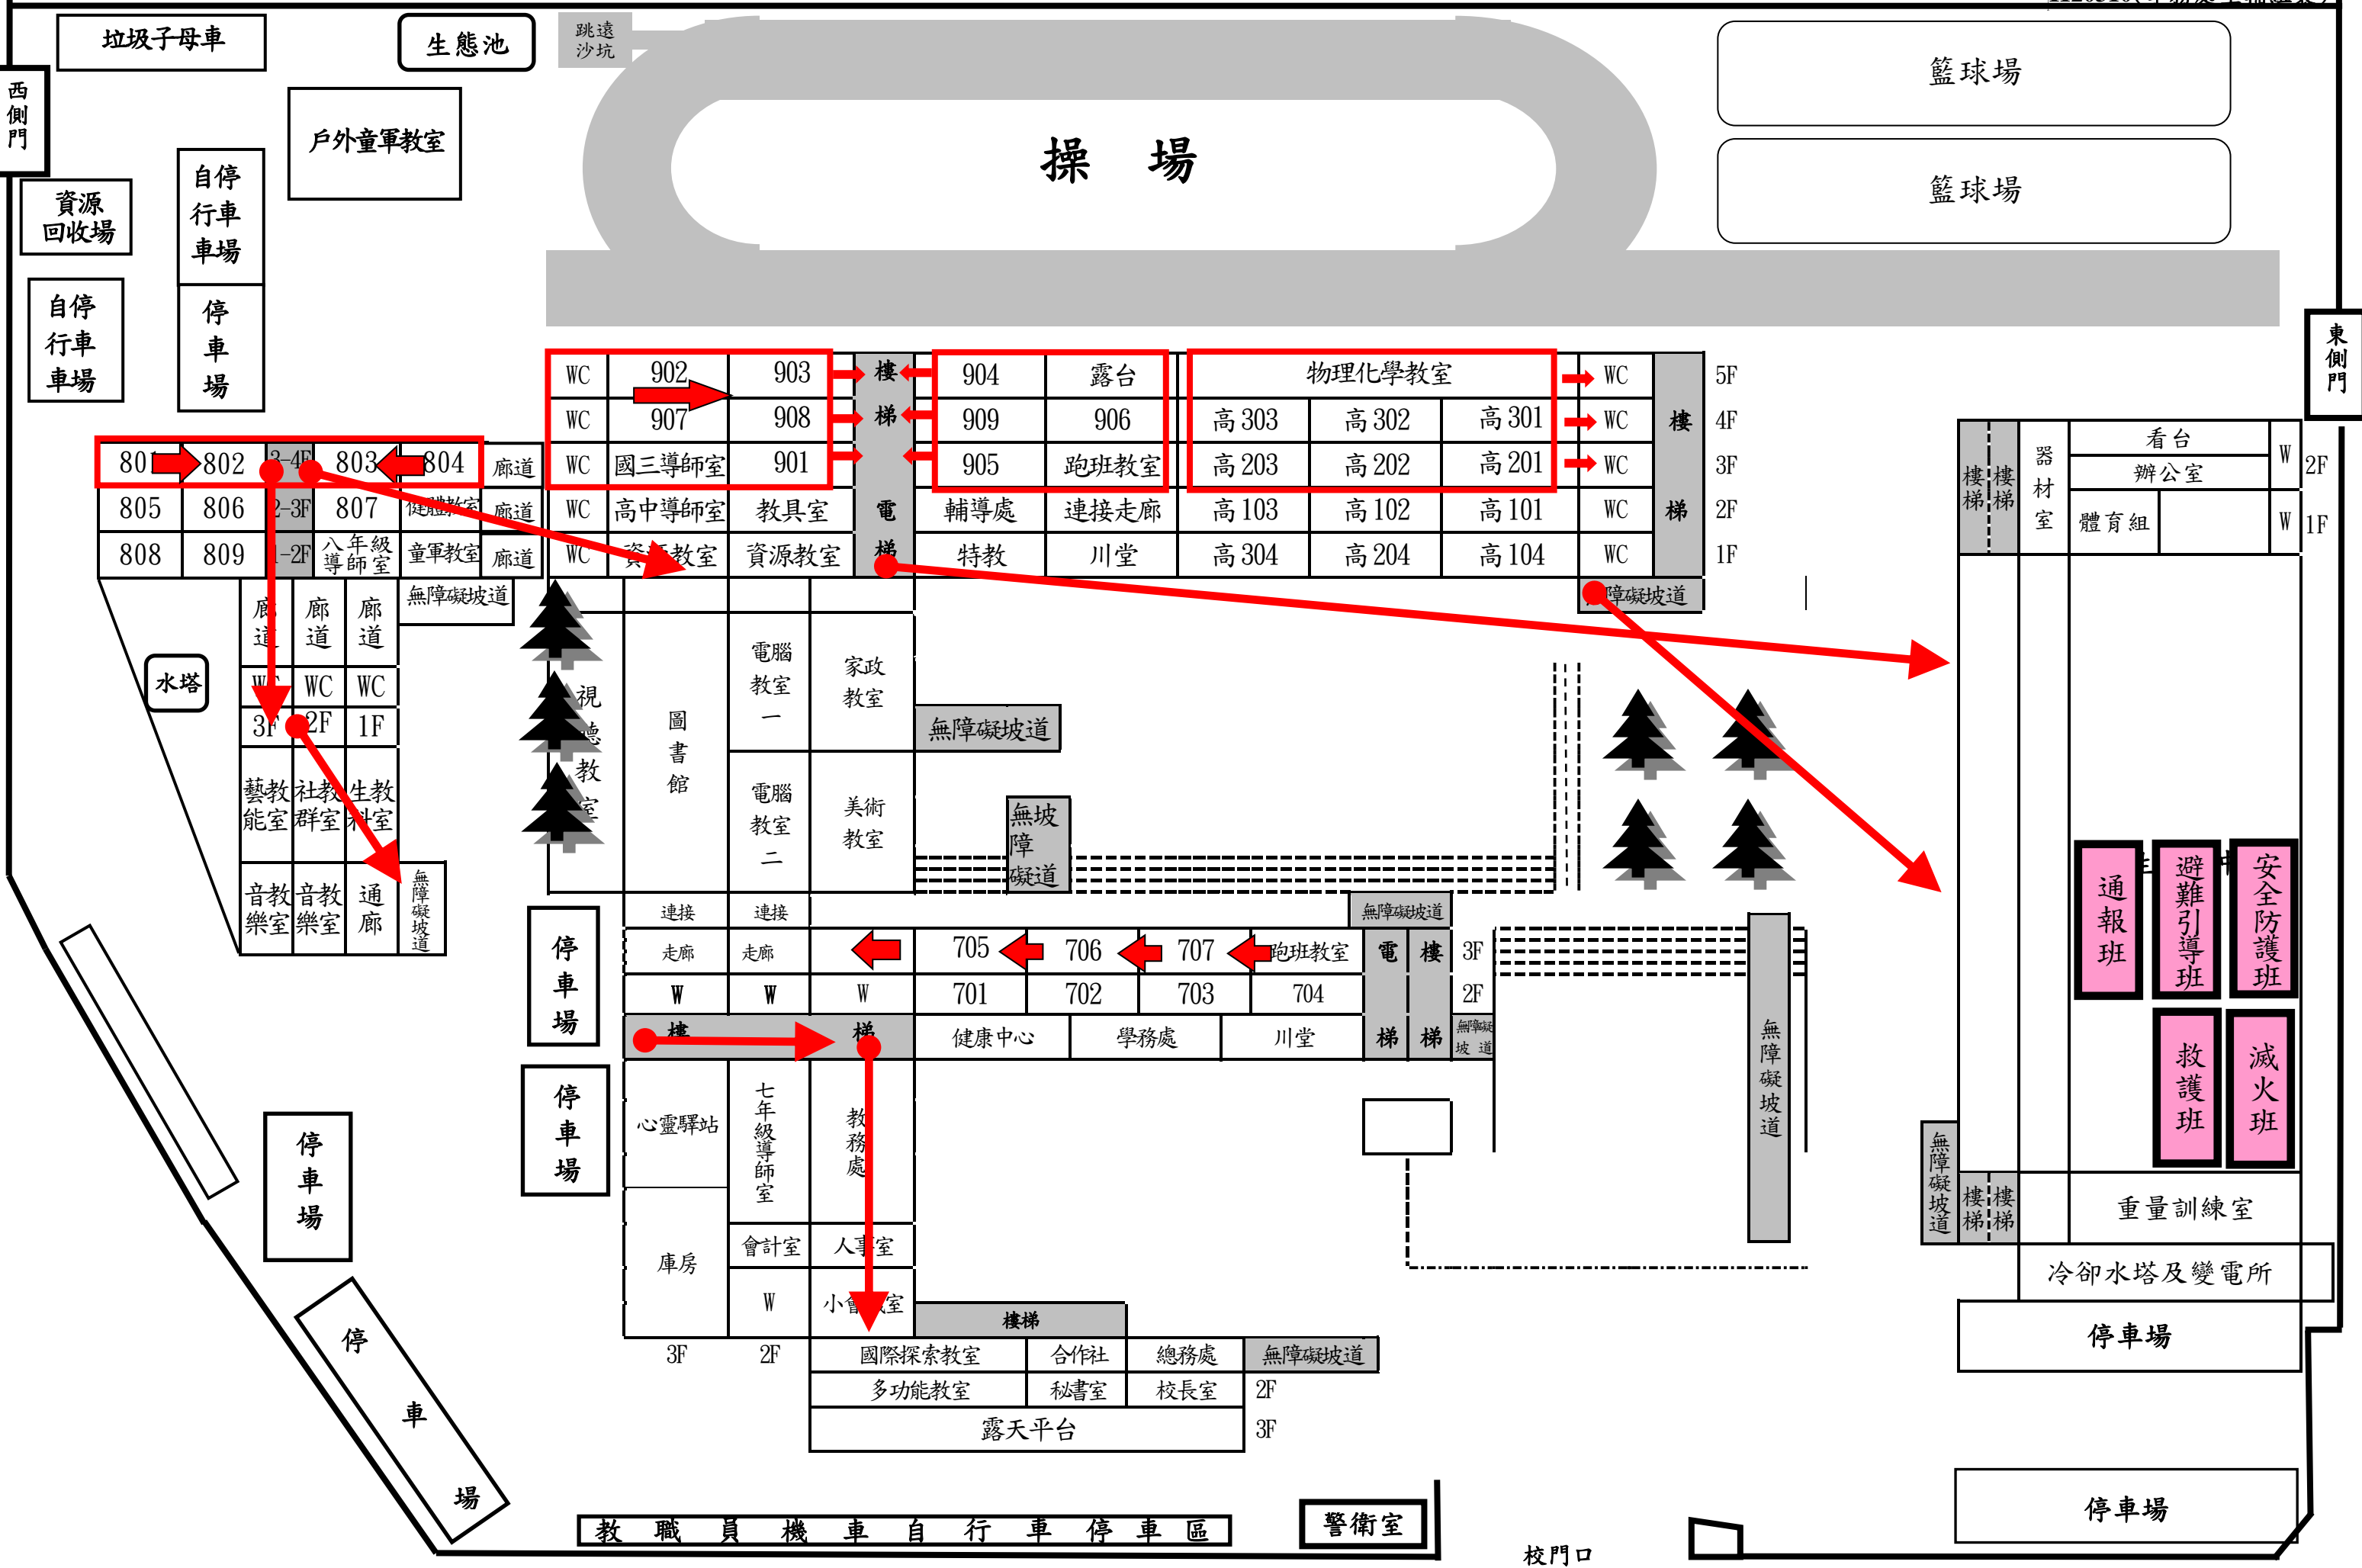 垃圾子母車
生態池
跳遠
沙坑
籃球場
西側門
戶外童軍教室
操 場
自停
行車
車場
資源
回收場
籃球場
自停
行車
車場
停
車
場
東側門
WC 902 903 樓 904 露台 物理化學教室 WC 5F
WC 907 908 梯 909 906 高303 高302 高301 WC 樓 4F
801 802 3-4F 803 804 廊道 WC 國三導師室 901 905 跑班教室 高203 高202 高201 WC 3F
805 806 2-3F 807 健體教室 廊道 WC 高中導師室 教具室 電 輔導處 連接走廊 高103 高102 高101 WC 梯 2F
808 809 1-2F 八年級導師室 童軍教室 廊道 WC 資源教室 資源教室 梯 特教 川堂 高304 高204 高104 WC 1F
樓梯 樓梯 器材室 看台 W 2F
辦公室
體育組 W 1F
廊道 廊道 廊道 無障礙坡道
無障礙坡道
水塔
WC WC WC
3F 2F 1F
藝教能室 社教群室 生教科室
音教樂室 音教樂室 通廊 無障礙坡道
視聽教室
圖書館
電腦教室一
家政教室
無障礙坡道
電腦教室二
美術教室
無坡障礙道
通報班
避難引導班
安全防護班
救護班
滅火班
連接 連接 無障礙坡道
走廊 走廊 705 706 707 跑班教室 電 樓 3F
W W W 701 702 703 704 2F
樓 梯 健康中心 學務處 川堂 梯 梯 無障礙坡道
停車場
停車場
停車場
無障礙坡道
心靈驛站
七年級導師室
教務處
庫房
會計室 人事室
W 小會議室
樓梯
3F 2F 國際探索教室 合作社 總務處 無障礙坡道
多功能教室 秘書室 校長室 2F
露天平台 3F
無障礙坡道
樓梯 樓梯 重量訓練室
冷卻水塔及變電所
停車場
停車場
停車場
教職員機車自行車停車區
警衛室
校門口